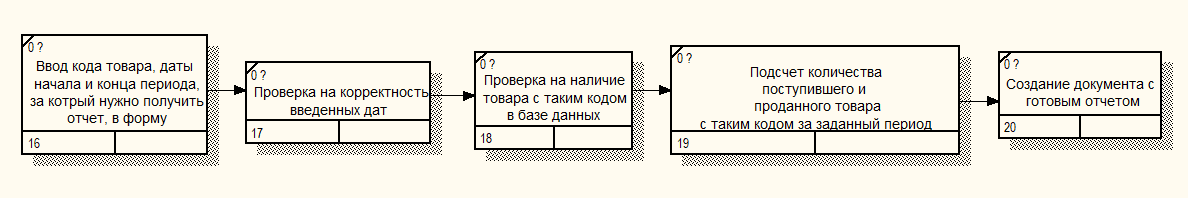 0 ?
Ввод кода товара, даты
начала и конца периода,
за котрый нужно получить
отчет, в форму
16
0 ?
Проверка на корректность
введенных дат
17
0 ?
Проверка на наличие
товара с таким кодом
в базе данных
18
0 ?
Подсчет количества
поступившего и
проданного товара
с таким кодом за заданный период
19
0 ?
Создание документа с
готовым отчетом
20